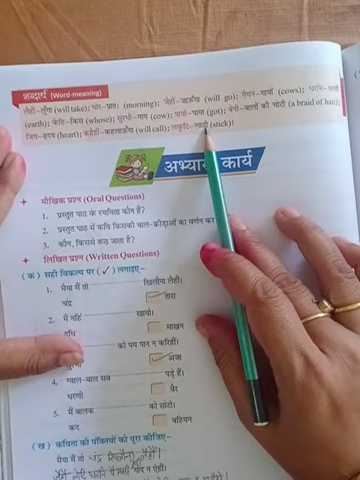 शब्दार्थ (Word-meaning)
लेहौं-लूँगा (will take); भोर-प्रातः (morning); जैहौं-जाऊँगा (will go); गैयन-गायों (cows); धरनि-धरती
(earth); केहि-किस (whose); सुरभी-गाय (cow); पायो-पाया (got); बेनी-बालों की चोटी (a braid of hair);
हिय-हृदय (heart); कहैहौं-कहलाऊँगा (will call); लकुटि-लाठी (stick)।
अभ्यास कार्य
मौखिक प्रश्न (Oral Questions)
1. प्रस्तुत पाठ के रचयिता कौन हैं?
2. प्रस्तुत पाठ में कवि किसकी बाल-क्रीड़ाओं का वर्णन कर
3. कौन, किससे रूठ जाता है?
लिखित प्रश्न (Written Questions)
(क) सही विकल्प पर (✓) लगाइए-
1. मैया मैं तो खिलौना लैहौं।
चंद्र तारा
2. मैं नहिं खायो।
दधि माखन
को पय पान न करिहौं।
सुरभी अजा
4. ग्वाल-बाल सब पड़े हैं।
धरणी बैर
5. मैं बालक को छोटो।
कद बहियन
(ख) कविता की पंक्तियों को पूरा कीजिए-
मैया मैं तो चंद्र खिलौना लैहौं।